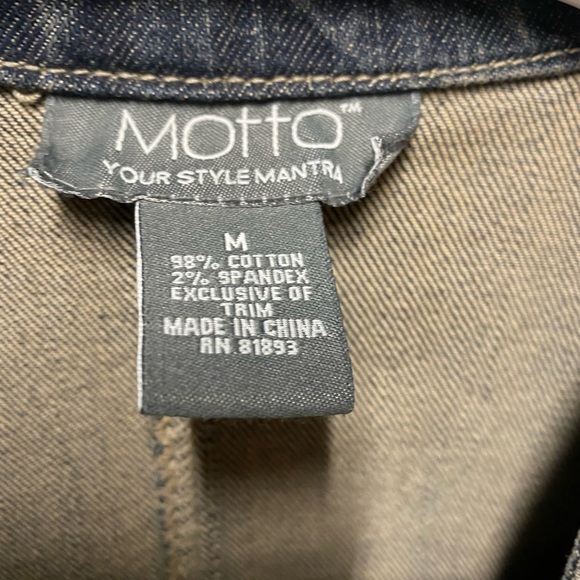 Motto™
YOUR STYLE MANTRA
M
98% COTTON
2% SPANDEX
EXCLUSIVE OF
TRIM
MADE IN CHINA
RN 81893